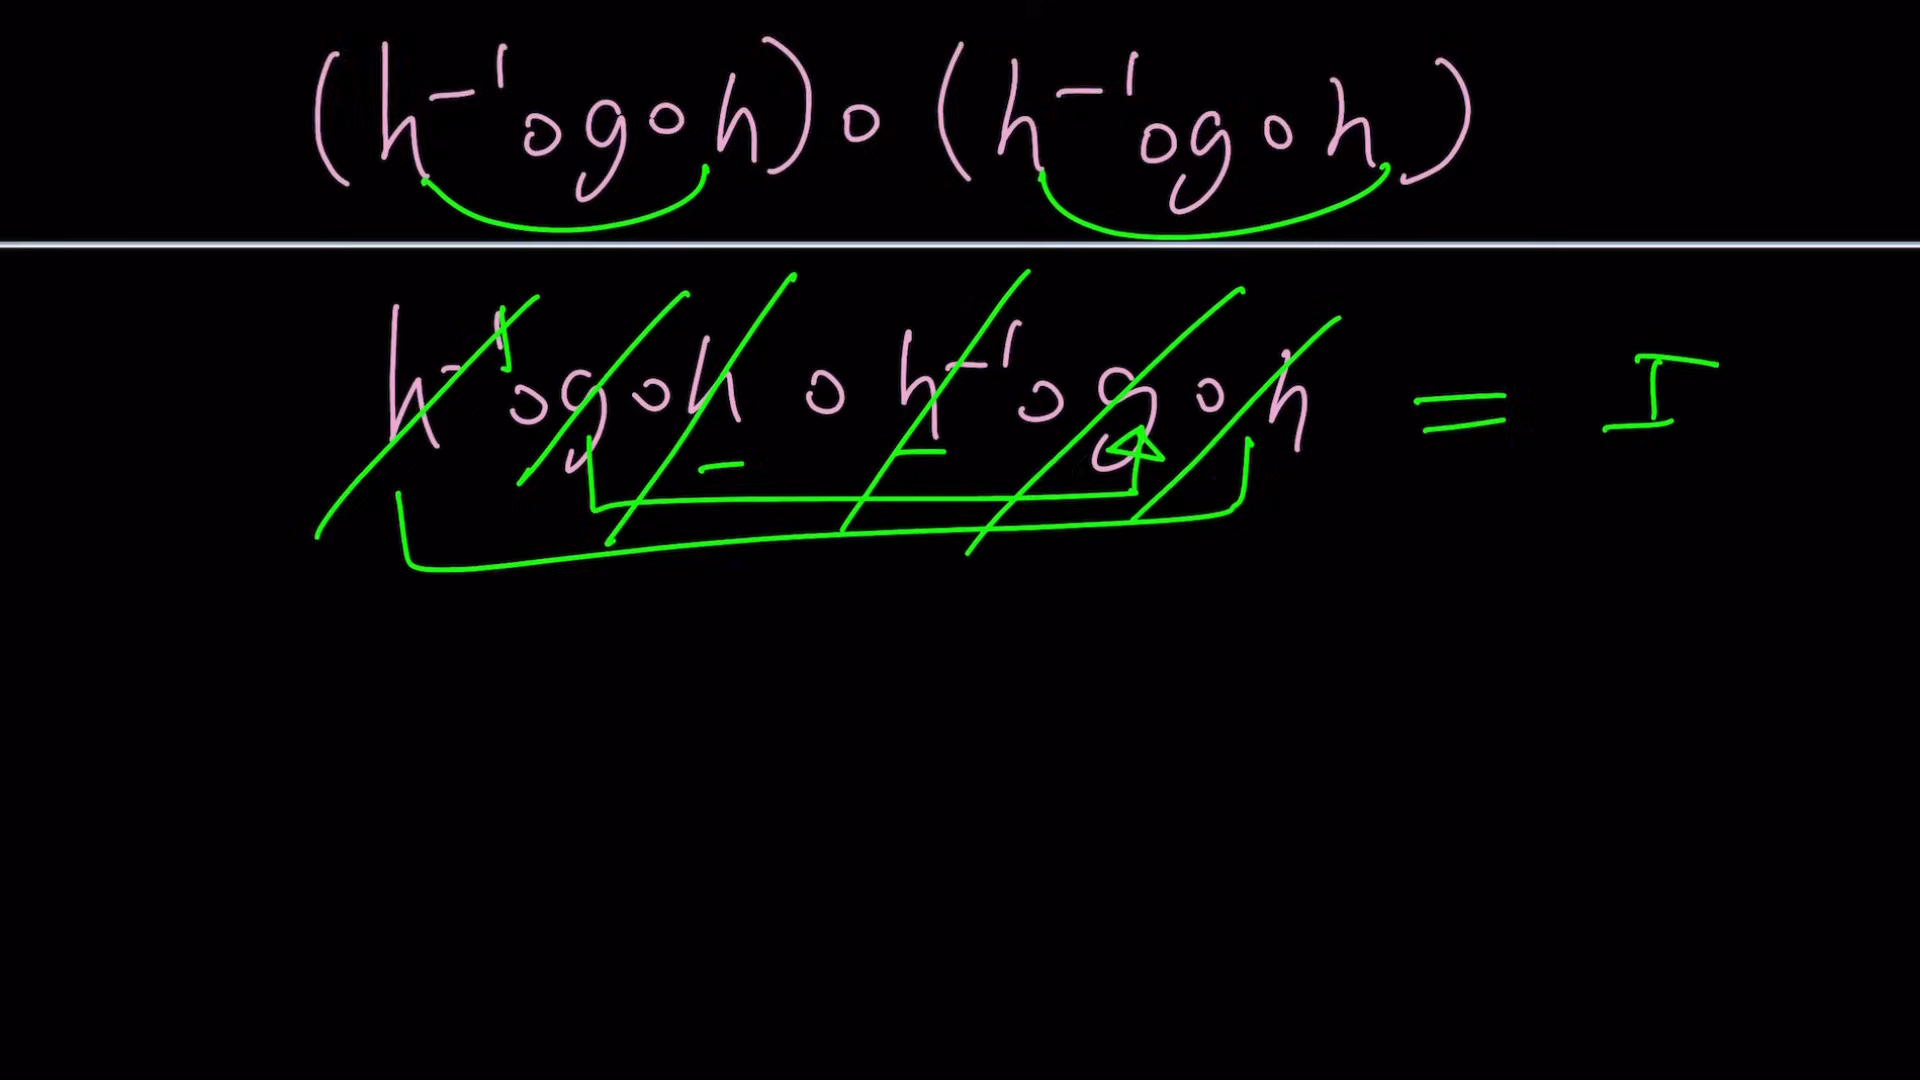 (h⁻¹ o g o h) o (h⁻¹ o g o h)
h⁻¹ o g o h o h⁻¹ o g o h = I